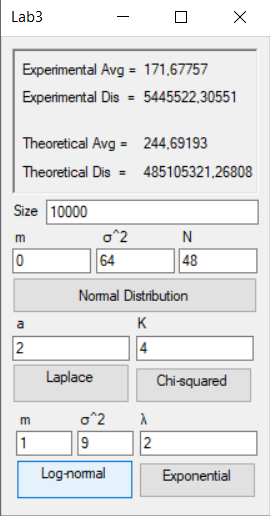 Lab3
Experimental Avg = 171,67757
Experimental Dis = 5445522,30551
Theoretical Avg = 244,69193
Theoretical Dis = 485105321,26808
Size 10000
m σ^2 N
0 64 48
Normal Distribution
a K
2 4
Laplace Chi-squared
m σ^2 λ
1 9 2
Log-normal Exponential